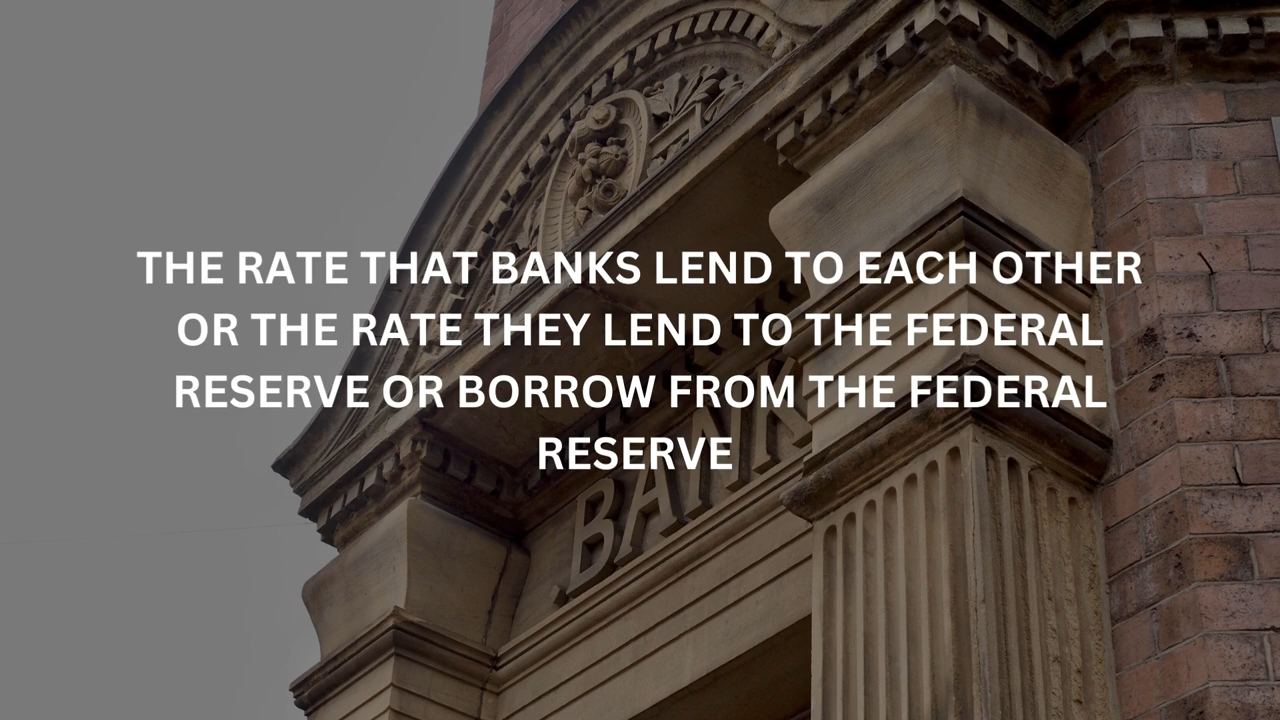 THE RATE THAT BANKS LEND TO EACH OTHER
OR THE RATE THEY LEND TO THE FEDERAL
RESERVE OR BORROW FROM THE FEDERAL
RESERVE
BANK